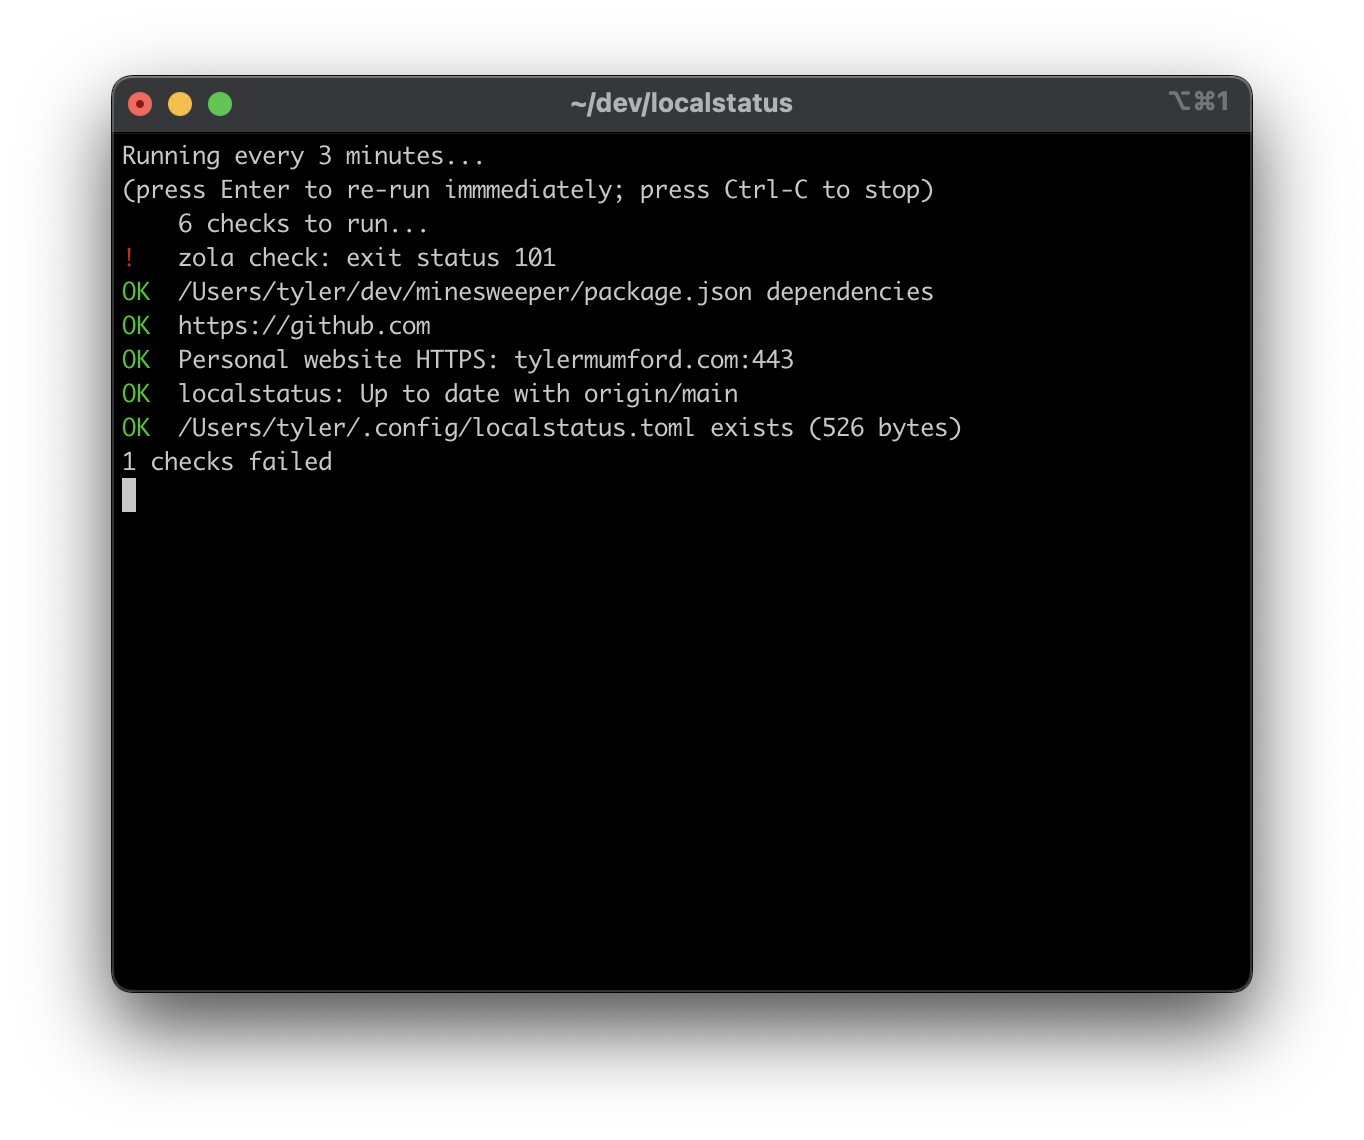 ~/dev/localstatus
⌥⌘1
Running every 3 minutes...
(press Enter to re-run immmediately; press Ctrl-C to stop)
6 checks to run...
! zola check: exit status 101
OK /Users/tyler/dev/minesweeper/package.json dependencies
OK https://github.com
OK Personal website HTTPS: tylermumford.com:443
OK localstatus: Up to date with origin/main
OK /Users/tyler/.config/localstatus.toml exists (526 bytes)
1 checks failed